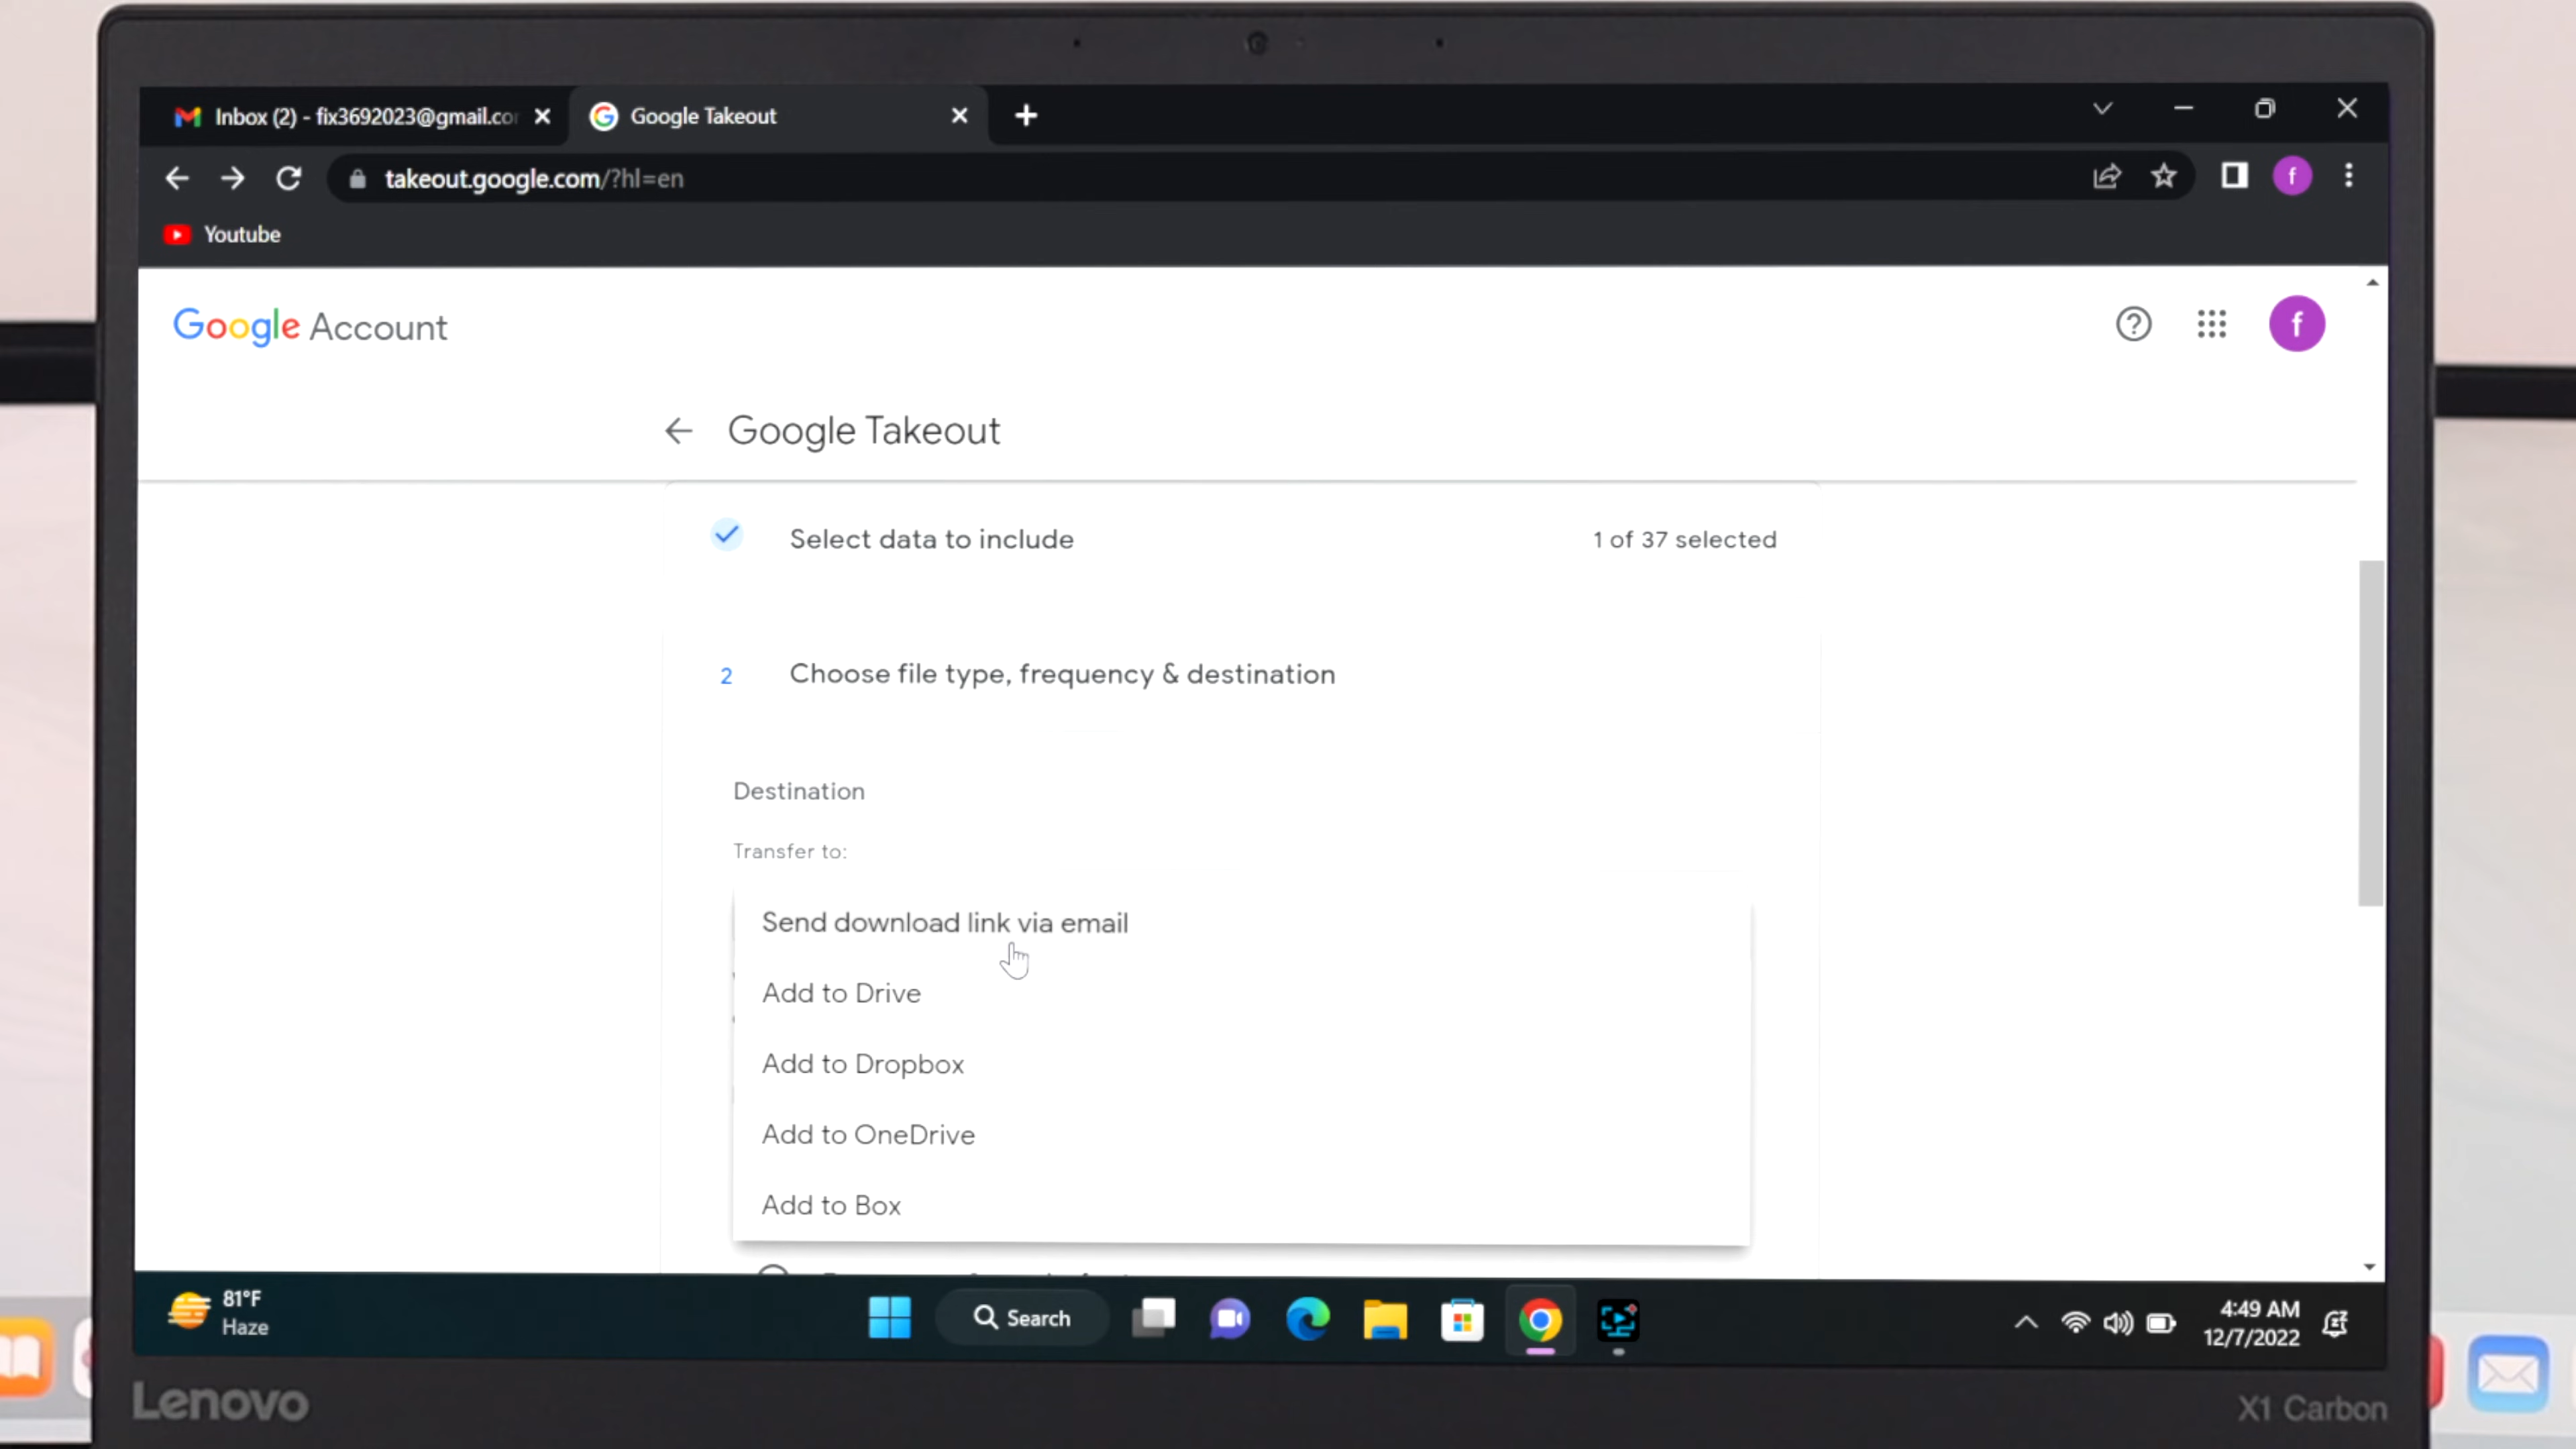 Inbox (2) - fix3692023@gmail.co
Google Takeout
takeout.google.com/?hl=en
f
Youtube
Google Account
f
Google Takeout
Select data to include
1 of 37 selected
2
Choose file type, frequency & destination
Destination
Transfer to:
Send download link via email
Add to Drive
Add to Dropbox
Add to OneDrive
Add to Box
81°F
Haze
Search
4:49 AM
12/7/2022
Lenovo
X1 Carbon